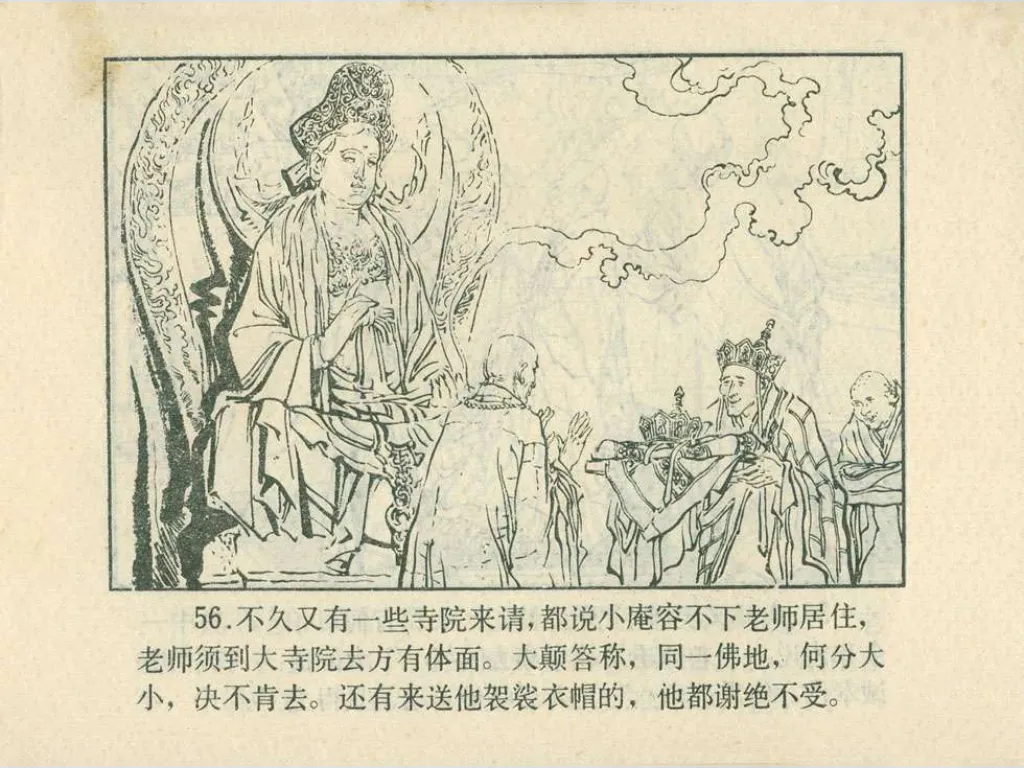 56.不久又有一些寺院来请，都说小庵容不下老师居住，
老师须到大寺院去方有体面。大颠答称，同一佛地，何分大
小，决不肯去。还有来送他袈裟衣帽的，他都谢绝不受。